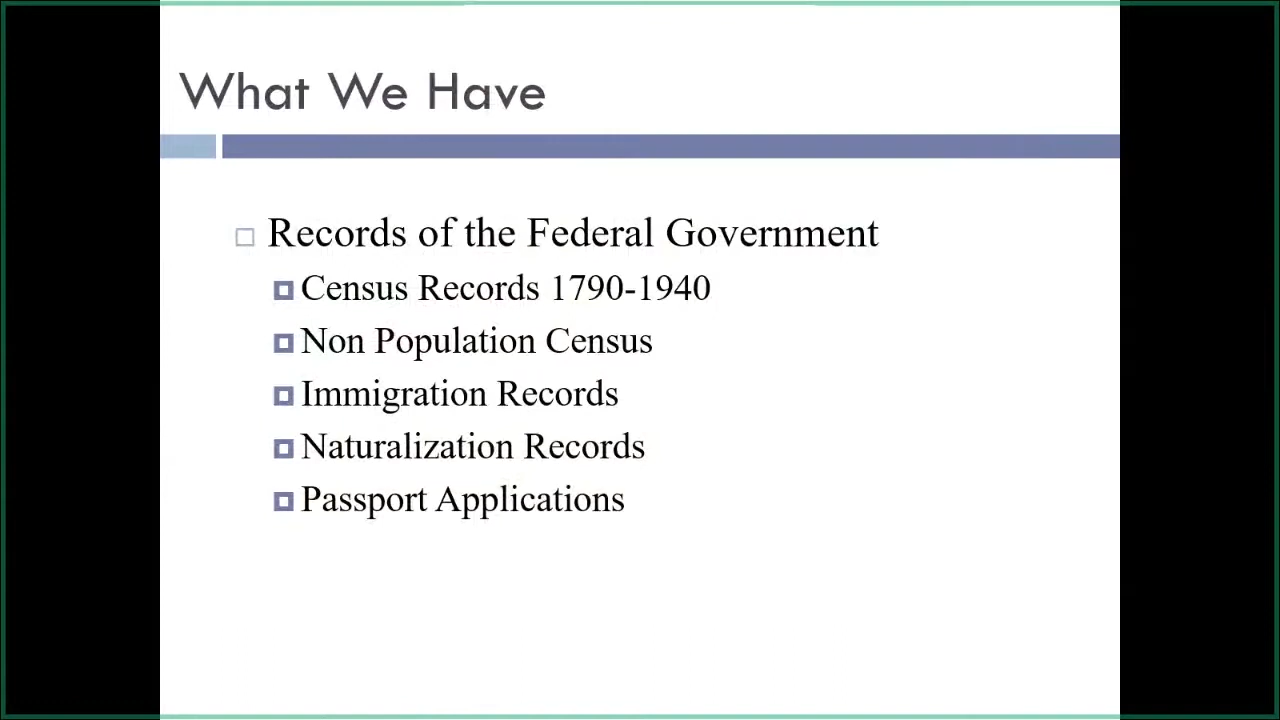 What We Have
Records of the Federal Government
Census Records 1790-1940
Non Population Census
Immigration Records
Naturalization Records
Passport Applications